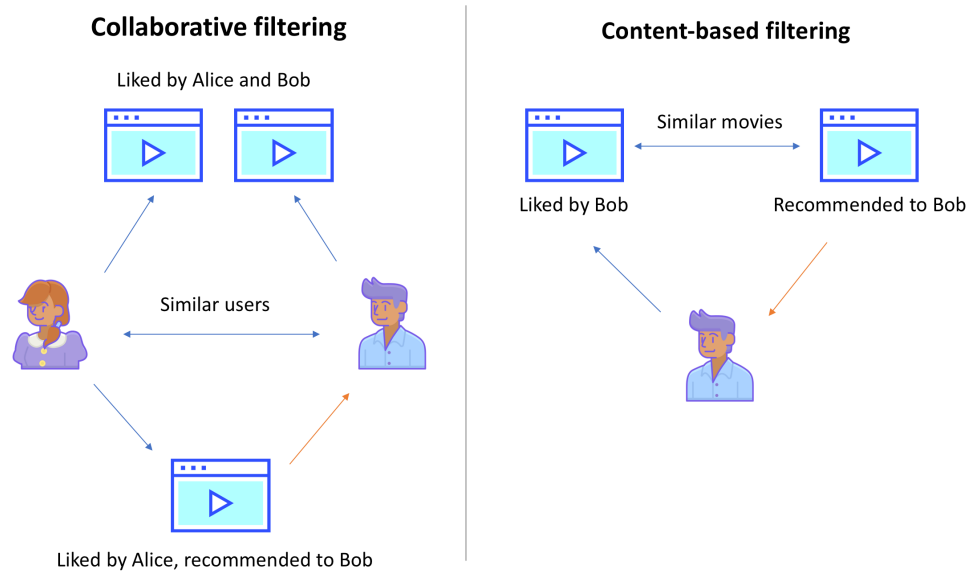 Collaborative filtering
Liked by Alice and Bob
Similar users
Liked by Alice, recommended to Bob
Content-based filtering
Similar movies
Liked by Bob
Recommended to Bob